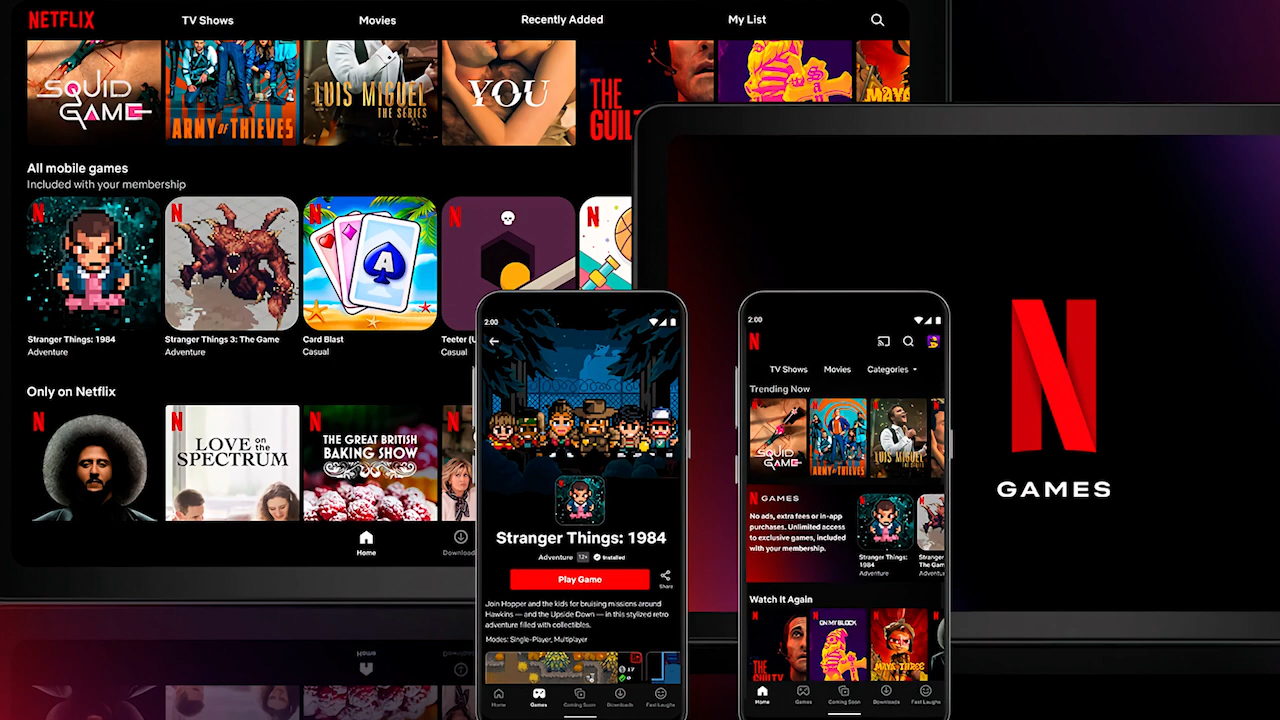 NETFLIX
TV Shows
Movies
Recently Added
My List
SQUID
GAME
ARMY OF THIEVES
LUIS MIGUEL
THE SERIES
YOU
THE
MAYA
All mobile games
Included with your membership
N
N
N
N
N
A
Stranger Things: 1984
Adventure
Stranger Things 3: The Game
Adventure
Card Blast
Casual
Casual
Only on Netflix
N
N
N
N
LOVE on
the
SPECTRUM
THE GREAT BRITISH
BAKING SHOW
Home
2:00
Stranger Things: 1984
Adventure 12+ Installed
Play Game
Share
Join Hopper and the kids for bruising missions around
Hawkins — and the Upside Down — in this stylized retro
adventure filled with collectibles.
Modes: Single-Player, Multiplayer
17
Home
Games
Coming Soon
Downloads
Fast Laughs
2:00
N
TV Shows
Movies
Categories
Trending Now
SQUID
GAME
ARMY OF THIEVES
LUIS MIGUEL
THE SERIES
N GAMES
No ads, extra fees or in-app
purchases. Unlimited access
to exclusive games, included
with your membership.
Stranger Things:
1984
Adventure
Stranger
The Gam
Adventure
Watch It Again
THE
GUILTY
ON MY BLOCK
MAYA THREE
Home
Games
Coming Soon
Downloads
Fast Laughs
N
GAMES